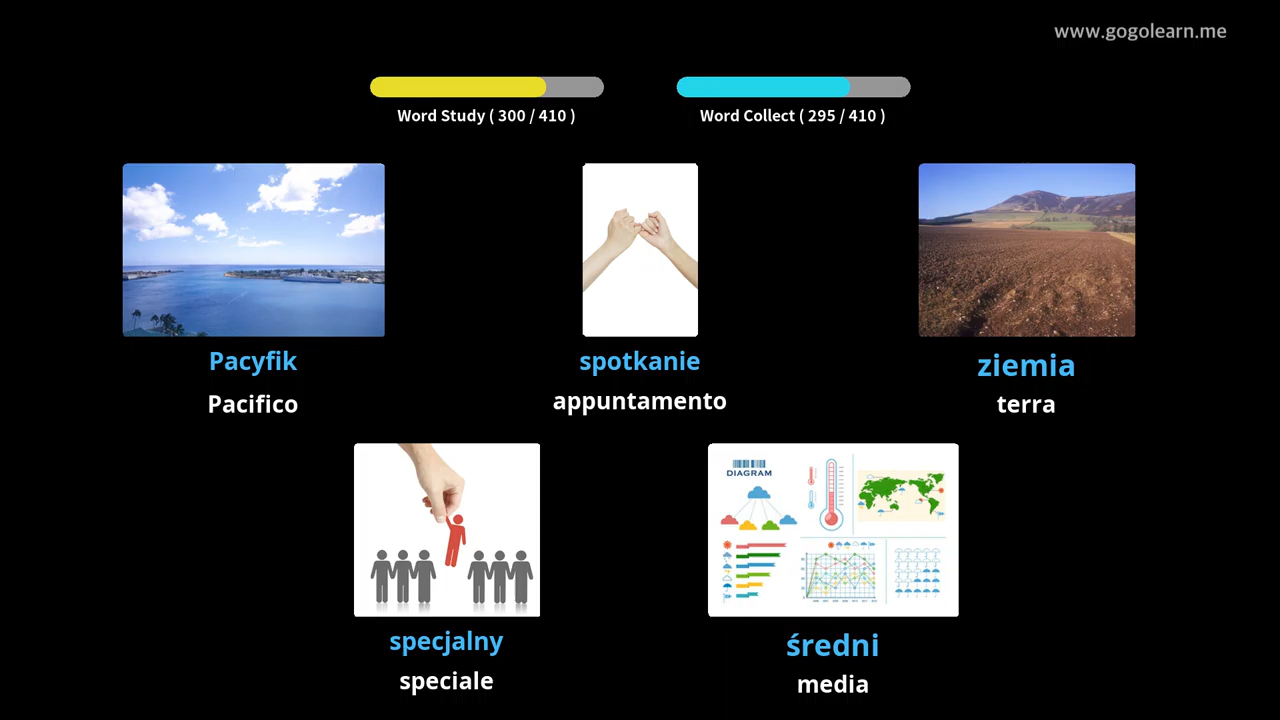 www.gogolearn.me
Word Study ( 300 / 410 )
Word Collect ( 295 / 410 )
Pacyfik
Pacifico
spotkanie
appuntamento
ziemia
terra
DIAGRAM
specjalny
speciale
średni
media